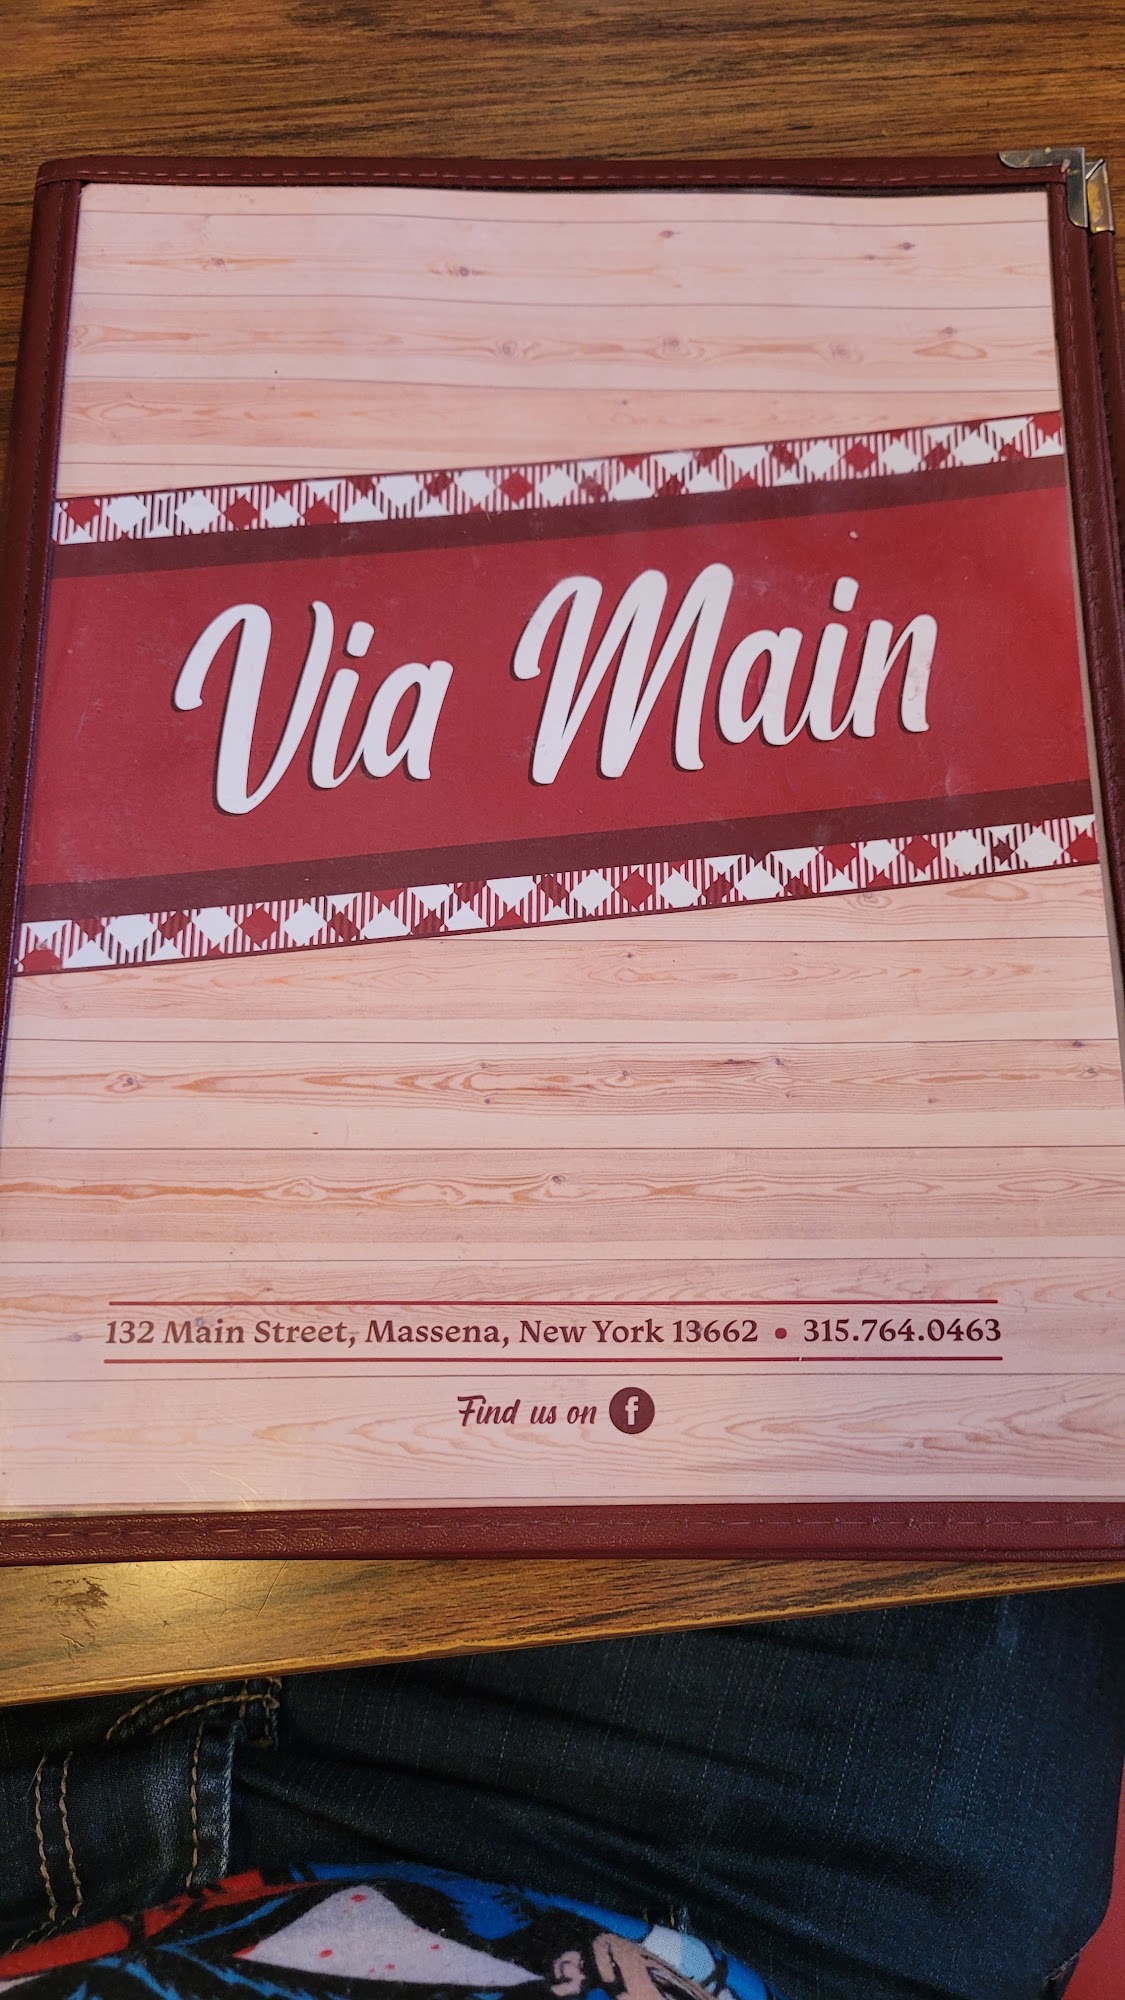 Via Main
132 Main Street, Massena, New York 13662 • 315.764.0463
Find us on f